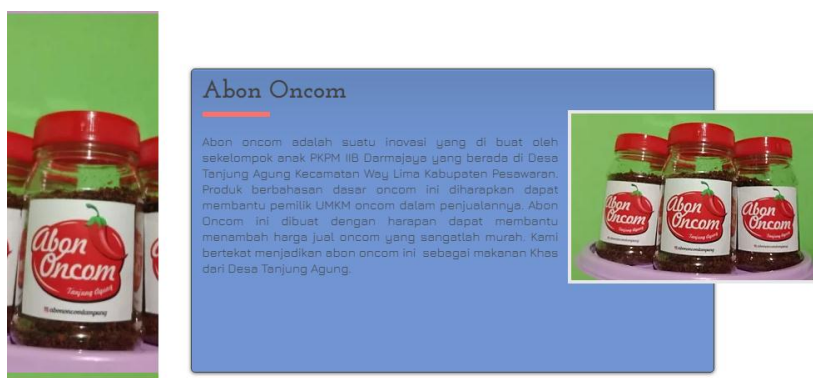 Abon Oncom
Abon oncom adalah suatu inovasi yang di buat oleh
sekelompok anak PKPM IIB Darmajaya yang berada di Desa
Tanjung Agung Kecamatan Way Lima Kabupaten Pesawaran.
Produk berbahasan dasar oncom ini diharapkan dapat
membantu pemilik UMKM oncom dalam penjualannya. Abon
Oncom ini dibuat dengan harapan dapat membantu
menambah harga jual oncom yang sangatlah murah. Kami
bertekat menjadikan abon oncom ini sebagai makanan Khas
dari Desa Tanjung Agung.
Abon
Oncom
Tanjung Agung
Abon
Oncom
Abon
Oncom
Abon
Oncom